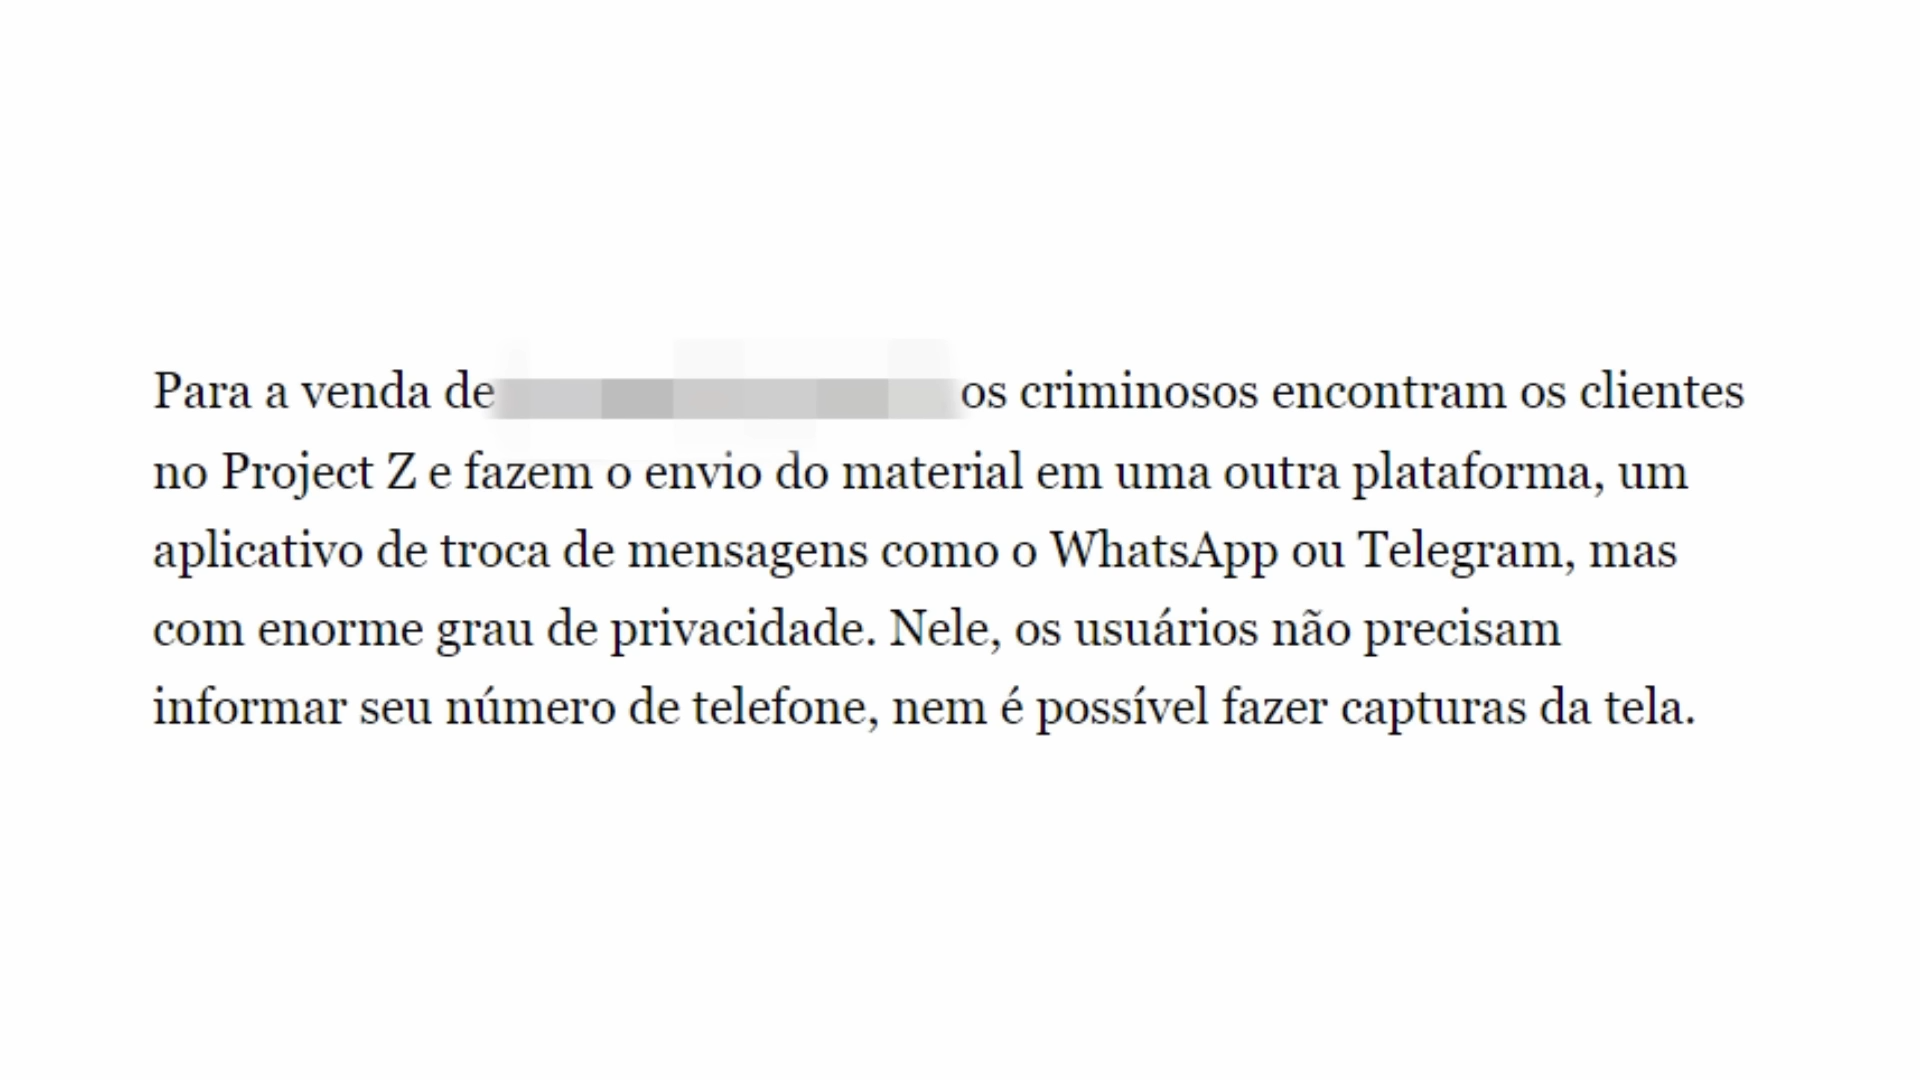 Para a venda de os criminosos encontram os clientes
no Project Z e fazem o envio do material em uma outra plataforma, um
aplicativo de troca de mensagens como o WhatsApp ou Telegram, mas
com enorme grau de privacidade. Nele, os usuários não precisam
informar seu número de telefone, nem é possível fazer capturas da tela.